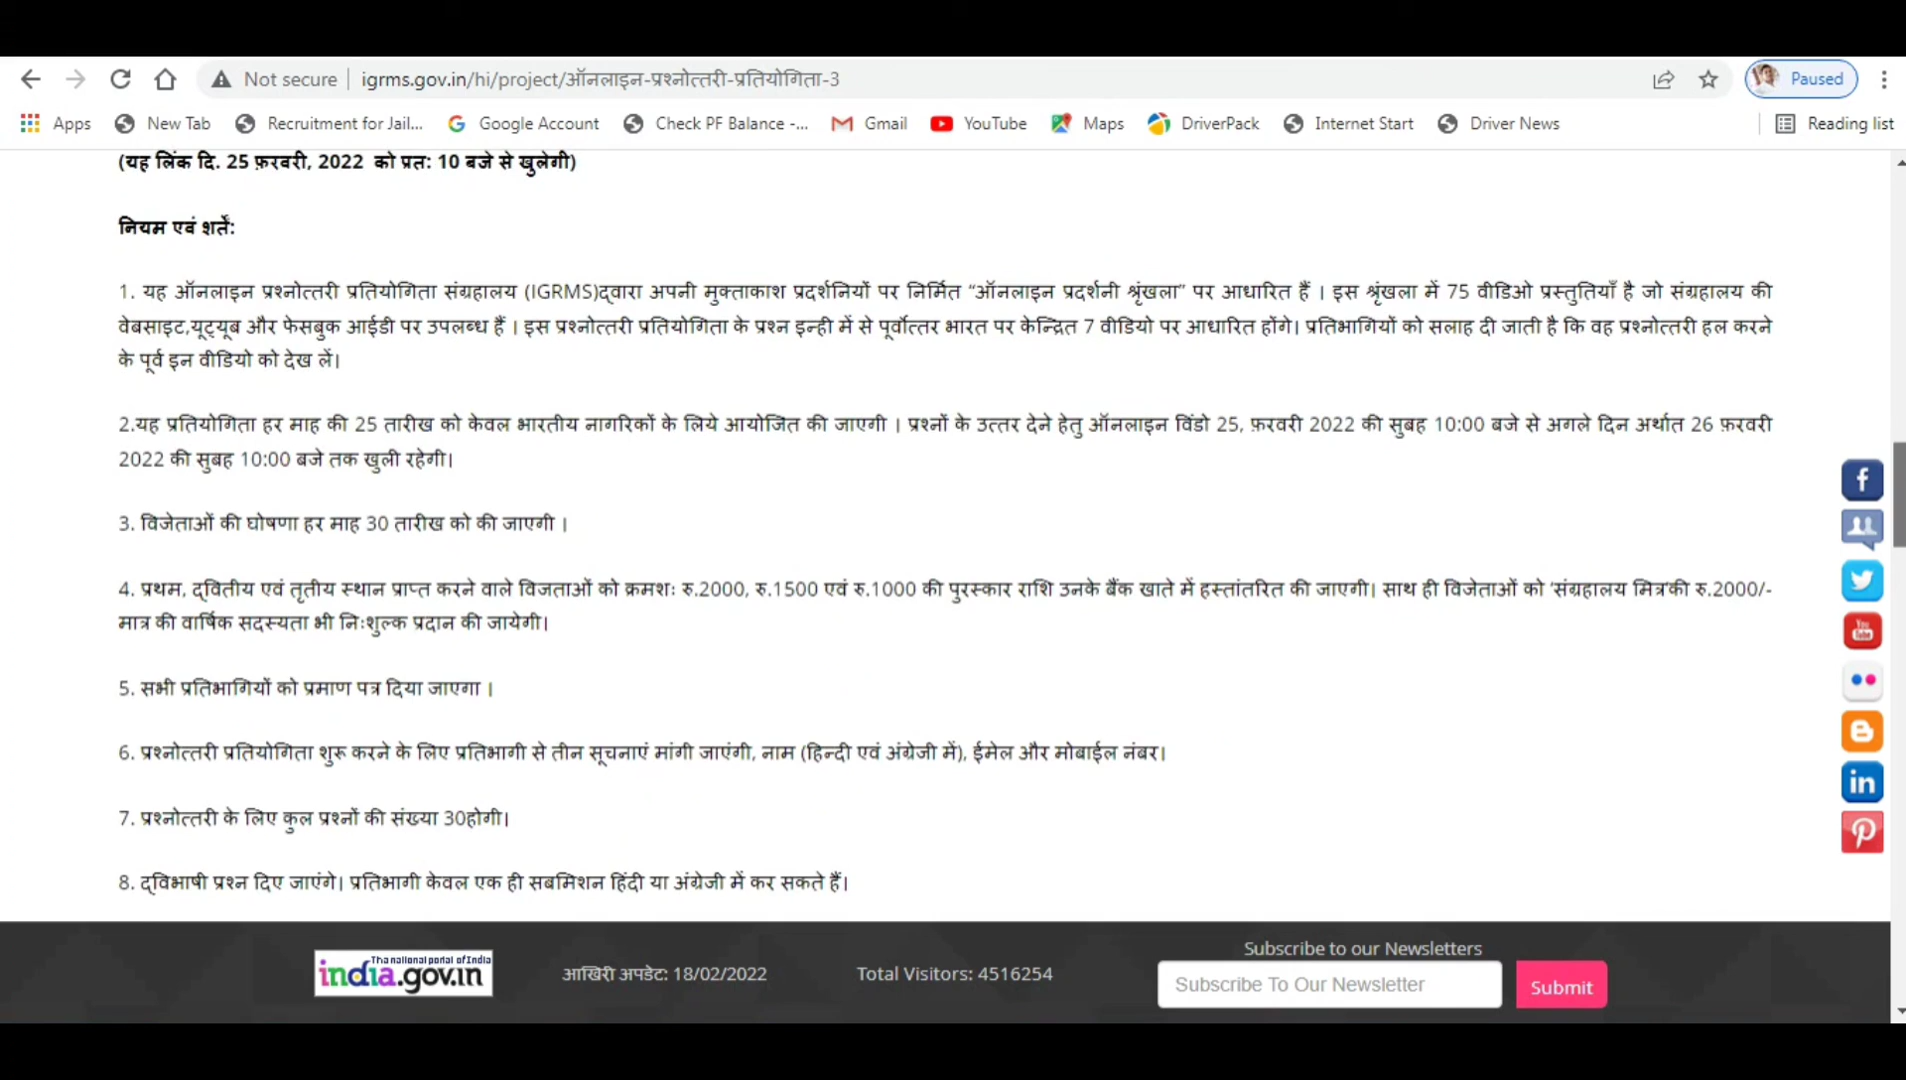 Not secure | igrms.gov.in/hi/project/ऑनलाइन-प्रश्नोत्तरी-प्रतियोगिता-3
Paused
Apps New Tab Recruitment for Jail... Google Account Check PF Balance -... Gmail YouTube Maps DriverPack Internet Start Driver News Reading list
(यह लिंक दि. 25 फ़रवरी, 2022 को प्रत: 10 बजे से खुलेगी)
नियम एवं शर्तें:
1. यह ऑनलाइन प्रश्नोत्तरी प्रतियोगिता संग्रहालय (IGRMS)द्वारा अपनी मुक्ताकाश प्रदर्शनियों पर निर्मित “ऑनलाइन प्रदर्शनी श्रृंखला” पर आधारित हैं । इस श्रृंखला में 75 वीडिओ प्रस्तुतियाँ है जो संग्रहालय की
वेबसाइट,यूट्यूब और फेसबुक आईडी पर उपलब्ध हैं । इस प्रश्नोत्तरी प्रतियोगिता के प्रश्न इन्ही में से पूर्वोत्तर भारत पर केन्द्रित 7 वीडियो पर आधारित होंगे। प्रतिभागियों को सलाह दी जाती है कि वह प्रश्नोत्तरी हल करने
के पूर्व इन वीडियो को देख लें।
2.यह प्रतियोगिता हर माह की 25 तारीख को केवल भारतीय नागरिकों के लिये आयोजित की जाएगी । प्रश्नों के उत्तर देने हेतु ऑनलाइन विंडो 25, फ़रवरी 2022 की सुबह 10:00 बजे से अगले दिन अर्थात 26 फ़रवरी
2022 की सुबह 10:00 बजे तक खुली रहेगी।
3. विजेताओं की घोषणा हर माह 30 तारीख को की जाएगी ।
4. प्रथम, द्वितीय एवं तृतीय स्थान प्राप्त करने वाले विजताओं को क्रमशः रु.2000, रु.1500 एवं रु.1000 की पुरस्कार राशि उनके बैंक खाते में हस्तांतरित की जाएगी। साथ ही विजेताओं को 'संग्रहालय मित्र'की रु.2000/-
मात्र की वार्षिक सदस्यता भी निःशुल्क प्रदान की जायेगी।
5. सभी प्रतिभागियों को प्रमाण पत्र दिया जाएगा ।
6. प्रश्नोत्तरी प्रतियोगिता शुरू करने के लिए प्रतिभागी से तीन सूचनाएं मांगी जाएंगी, नाम (हिन्दी एवं अंग्रेजी में), ईमेल और मोबाईल नंबर।
7. प्रश्नोत्तरी के लिए कुल प्रश्नों की संख्या 30होगी।
8. द्विभाषी प्रश्न दिए जाएंगे। प्रतिभागी केवल एक ही सबमिशन हिंदी या अंग्रेजी में कर सकते हैं।
The national portal of India
india.gov.in
आखिरी अपडेट: 18/02/2022
Total Visitors: 4516254
Subscribe to our Newsletters
Subscribe To Our Newsletter
Submit